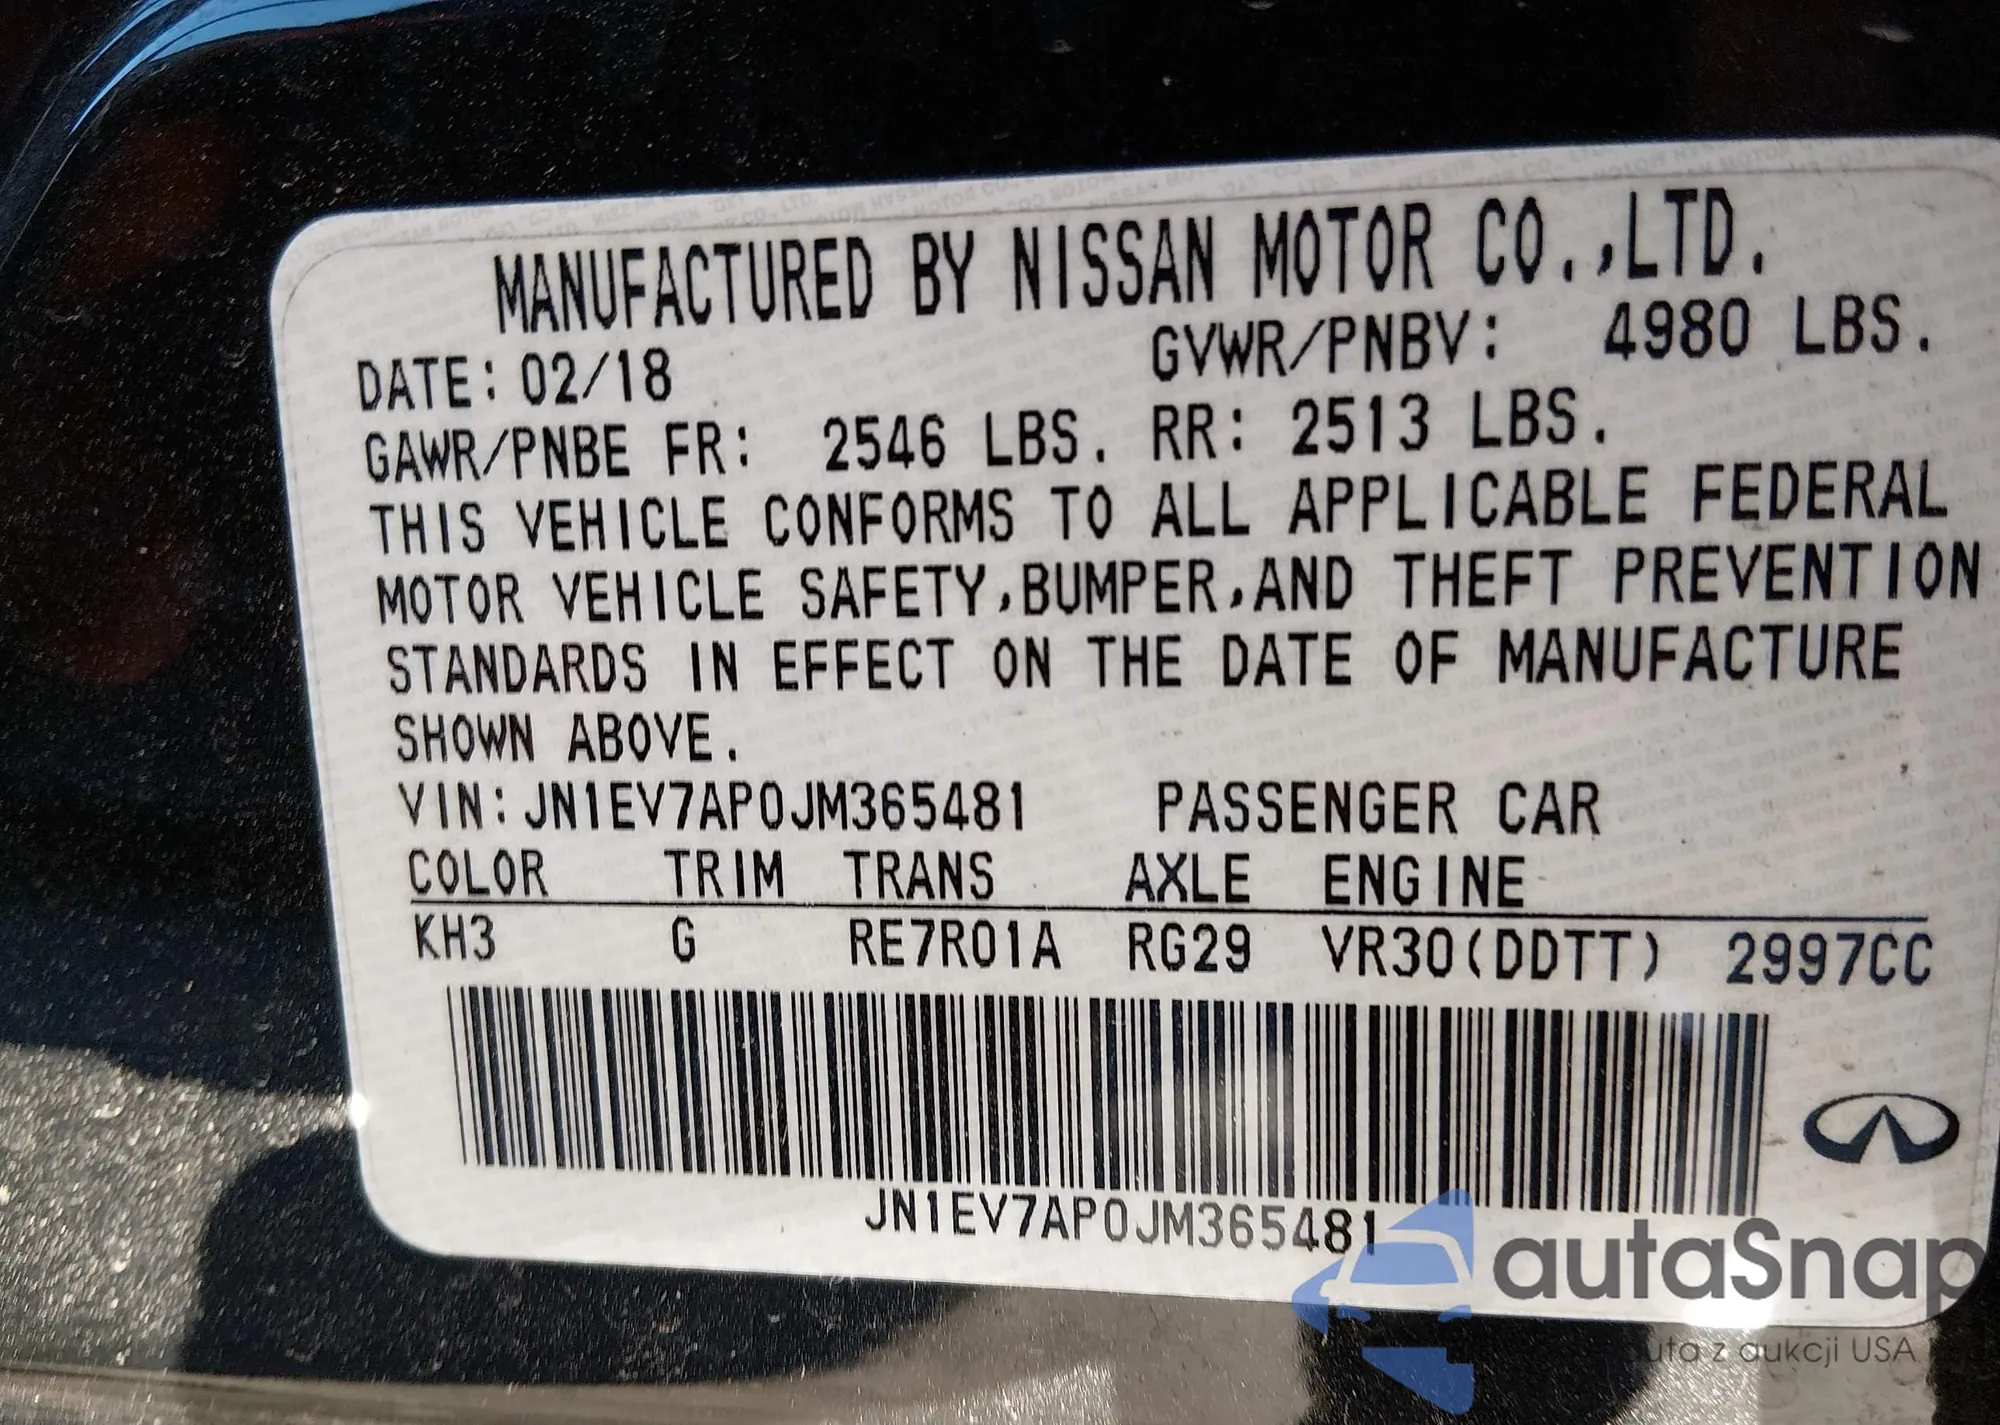 MANUFACTURED BY NISSAN MOTOR CO.,LTD.
DATE: 02/18 GVWR/PNBV: 4980 LBS.
GAWR/PNBE FR: 2546 LBS. RR: 2513 LBS.
THIS VEHICLE CONFORMS TO ALL APPLICABLE FEDERAL
MOTOR VEHICLE SAFETY,BUMPER,AND THEFT PREVENTION
STANDARDS IN EFFECT ON THE DATE OF MANUFACTURE
SHOWN ABOVE.
VIN:JN1EV7AP0JM365481 PASSENGER CAR
COLOR TRIM TRANS AXLE ENGINE
KH3 G RE7R01A RG29 VR30(DDTT) 2997CC
JN1EV7AP0JM365481
autaSnap
auta z aukcji USA